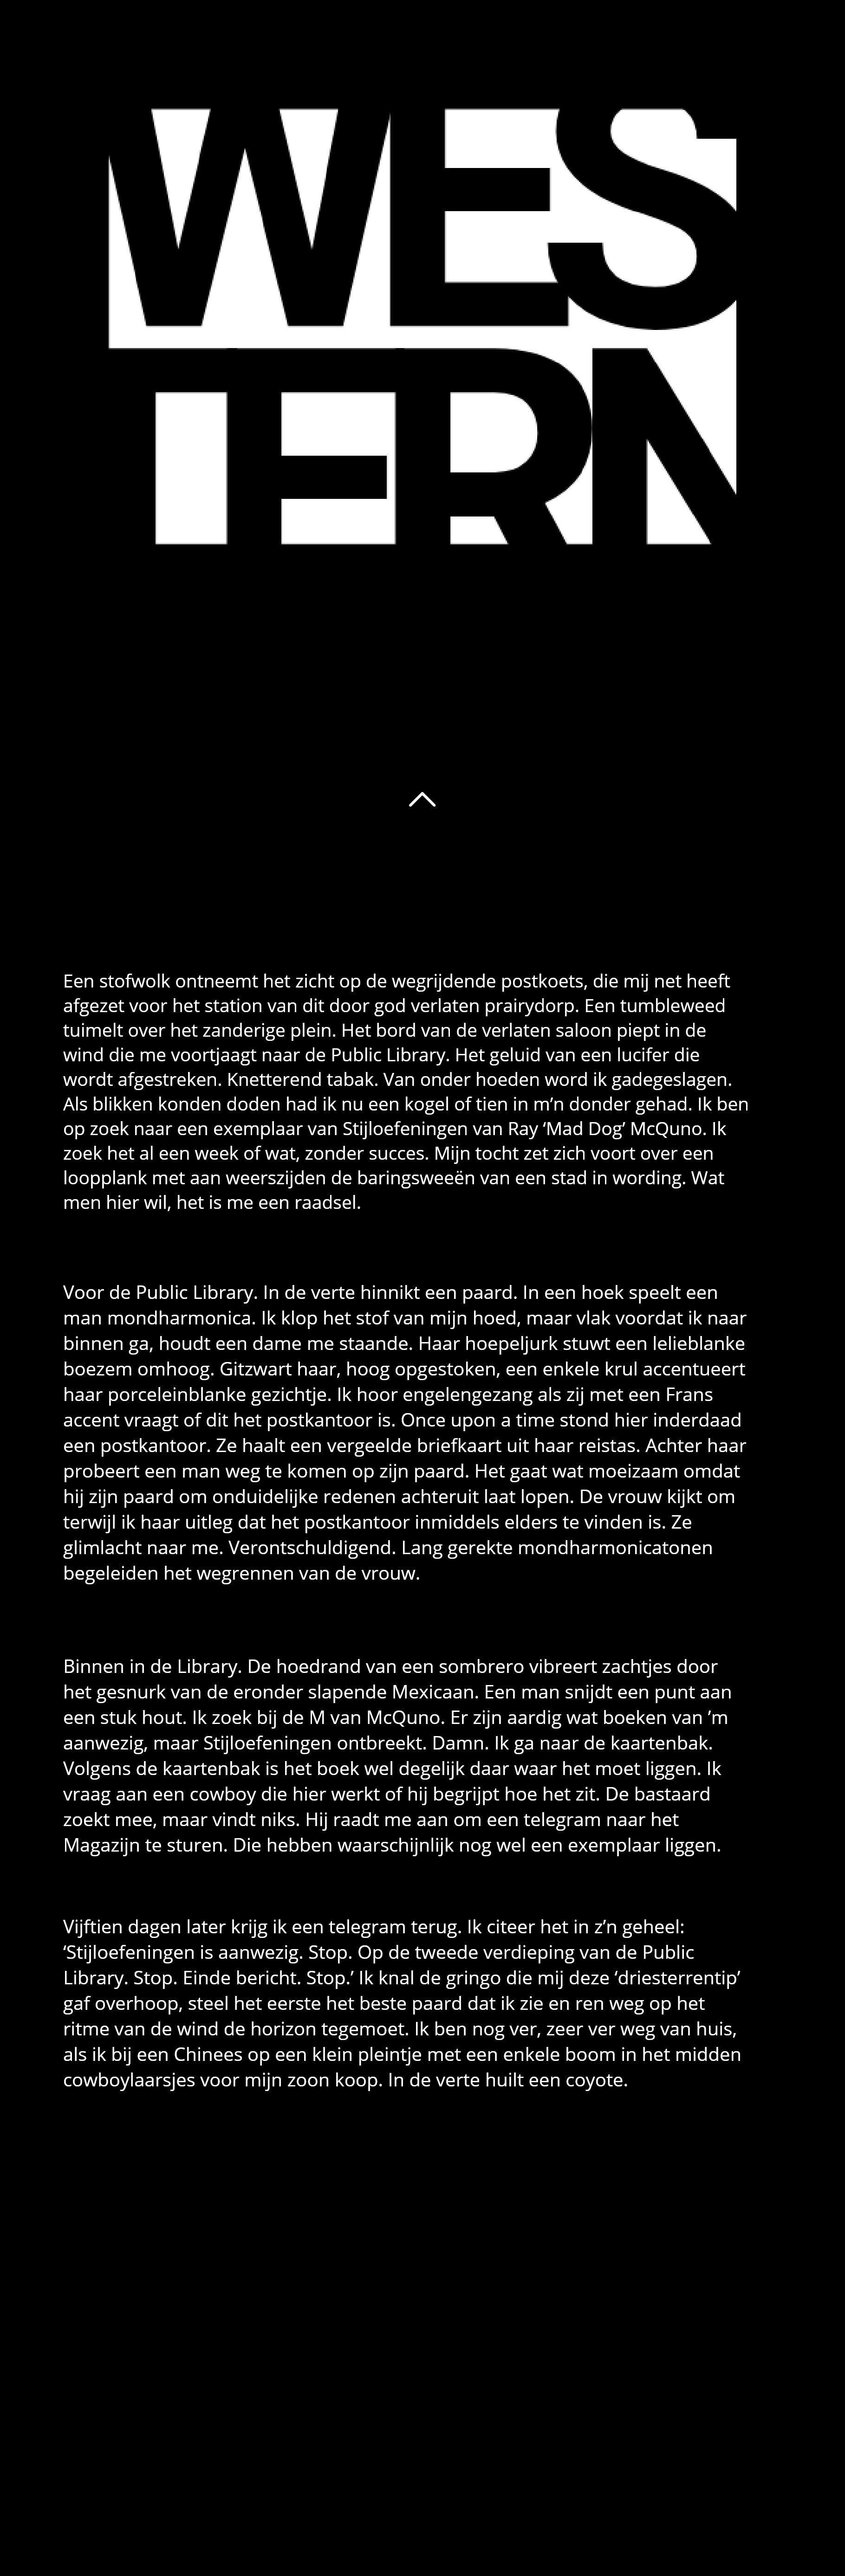 WES
TERN
Een stofwolk ontneemt het zicht op de wegrijdende postkoets, die mij net heeft
afgezet voor het station van dit door god verlaten prairydorp. Een tumbleweed
tuimelt over het zanderige plein. Het bord van de verlaten saloon piept in de
wind die me voortjaagt naar de Public Library. Het geluid van een lucifer die
wordt afgestreken. Knetterend tabak. Van onder hoeden word ik gadegeslagen.
Als blikken konden doden had ik nu een kogel of tien in m’n donder gehad. Ik ben
op zoek naar een exemplaar van Stijloefeningen van Ray ‘Mad Dog’ McQuno. Ik
zoek het al een week of wat, zonder succes. Mijn tocht zet zich voort over een
loopplank met aan weerszijden de baringsweeën van een stad in wording. Wat
men hier wil, het is me een raadsel.
Voor de Public Library. In de verte hinnikt een paard. In een hoek speelt een
man mondharmonica. Ik klop het stof van mijn hoed, maar vlak voordat ik naar
binnen ga, houdt een dame me staande. Haar hoepeljurk stuwt een lelieblanke
boezem omhoog. Gitzwart haar, hoog opgestoken, een enkele krul accentueert
haar porceleinblanke gezichtje. Ik hoor engelengezang als zij met een Frans
accent vraagt of dit het postkantoor is. Once upon a time stond hier inderdaad
een postkantoor. Ze haalt een vergeelde briefkaart uit haar reistas. Achter haar
probeert een man weg te komen op zijn paard. Het gaat wat moeizaam omdat
hij zijn paard om onduidelijke redenen achteruit laat lopen. De vrouw kijkt om
terwijl ik haar uitleg dat het postkantoor inmiddels elders te vinden is. Ze
glimlacht naar me. Verontschuldigend. Lang gerekte mondharmonicatonen
begeleiden het wegrennen van de vrouw.
Binnen in de Library. De hoedrand van een sombrero vibreert zachtjes door
het gesnurk van de eronder slapende Mexicaan. Een man snijdt een punt aan
een stuk hout. Ik zoek bij de M van McQuno. Er zijn aardig wat boeken van ’m
aanwezig, maar Stijloefeningen ontbreekt. Damn. Ik ga naar de kaartenbak.
Volgens de kaartenbak is het boek wel degelijk daar waar het moet liggen. Ik
vraag aan een cowboy die hier werkt of hij begrijpt hoe het zit. De bastaard
zoekt mee, maar vindt niks. Hij raadt me aan om een telegram naar het
Magazijn te sturen. Die hebben waarschijnlijk nog wel een exemplaar liggen.
Vijftien dagen later krijg ik een telegram terug. Ik citeer het in z’n geheel:
‘Stijloefeningen is aanwezig. Stop. Op de tweede verdieping van de Public
Library. Stop. Einde bericht. Stop.’ Ik knal de gringo die mij deze ‘driesterrentip’
gaf overhoop, steel het eerste het beste paard dat ik zie en ren weg op het
ritme van de wind de horizon tegemoet. Ik ben nog ver, zeer ver weg van huis,
als ik bij een Chinees op een klein pleintje met een enkele boom in het midden
cowboylaarsjes voor mijn zoon koop. In de verte huilt een coyote.